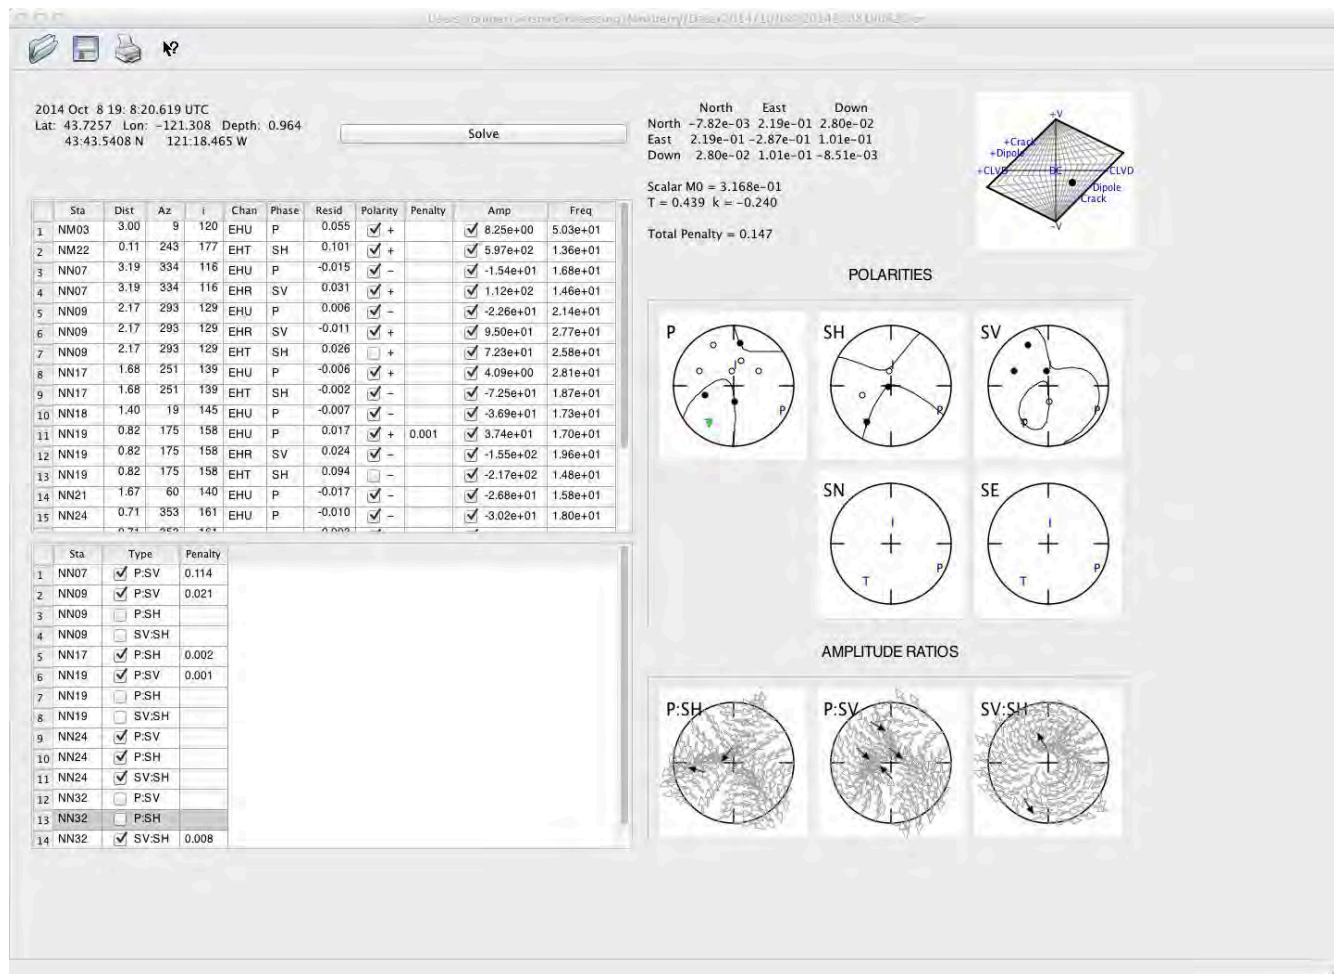 2014 Oct 8 19: 8:20.619 UTC
Lat: 43.7257 Lon: -121.308 Depth: 0.964
43:43.5408 N 121:18.465 W
Solve
Sta Dist Az i Chan Phase Resid Polarity Penalty Amp Freq
1 NM03 3.00 9 120 EHU P 0.055 + 8.25e+00 5.03e+01
2 NM22 0.11 243 177 EHT SH 0.101 + 5.97e+02 1.36e+01
3 NN07 3.19 334 116 EHU P -0.015 − -1.54e+01 1.68e+01
4 NN07 3.19 334 116 EHR SV 0.031 + 1.12e+02 1.46e+01
5 NN09 2.17 293 129 EHU P 0.006 − -2.26e+01 2.14e+01
6 NN09 2.17 293 129 EHR SV -0.011 + 9.50e+01 2.77e+01
7 NN09 2.17 293 129 EHT SH 0.026 + 7.23e+01 2.58e+01
8 NN17 1.68 251 139 EHU P -0.006 + 4.09e+00 2.81e+01
9 NN17 1.68 251 139 EHT SH -0.002 − -7.25e+01 1.87e+01
10 NN18 1.40 19 145 EHU P -0.007 − -3.69e+01 1.73e+01
11 NN19 0.82 175 158 EHU P 0.017 + 0.001 3.74e+01 1.70e+01
12 NN19 0.82 175 158 EHR SV 0.024 − -1.55e+02 1.96e+01
13 NN19 0.82 175 158 EHT SH 0.094 − -2.17e+02 1.48e+01
14 NN21 1.67 60 140 EHU P -0.017 − -2.68e+01 1.58e+01
15 NN24 0.71 353 161 EHU P -0.010 − -3.02e+01 1.80e+01
Sta Type Penalty
1 NN07 P:SV 0.114
2 NN09 P:SV 0.021
3 NN09 P:SH
4 NN09 SV:SH
5 NN17 P:SH 0.002
6 NN19 P:SV 0.001
7 NN19 P:SH
8 NN19 SV:SH
9 NN24 P:SV
10 NN24 P:SH
11 NN24 SV:SH
12 NN32 P:SV
13 NN32 P:SH
14 NN32 SV:SH 0.008
North East Down
North -7.82e-03 2.19e-01 2.80e-02
East 2.19e-01 -2.87e-01 1.01e-01
Down 2.80e-02 1.01e-01 -8.51e-03
Scalar M0 = 3.168e-01
T = 0.439 k = -0.240
Total Penalty = 0.147
+V
+Crack
+Dipole
+CLVD DC -CLVD
-Dipole
-Crack
-V
POLARITIES
P SH SV
P P P
T
SN SE
I I
P P
T T
AMPLITUDE RATIOS
P:SH P:SV SV:SH